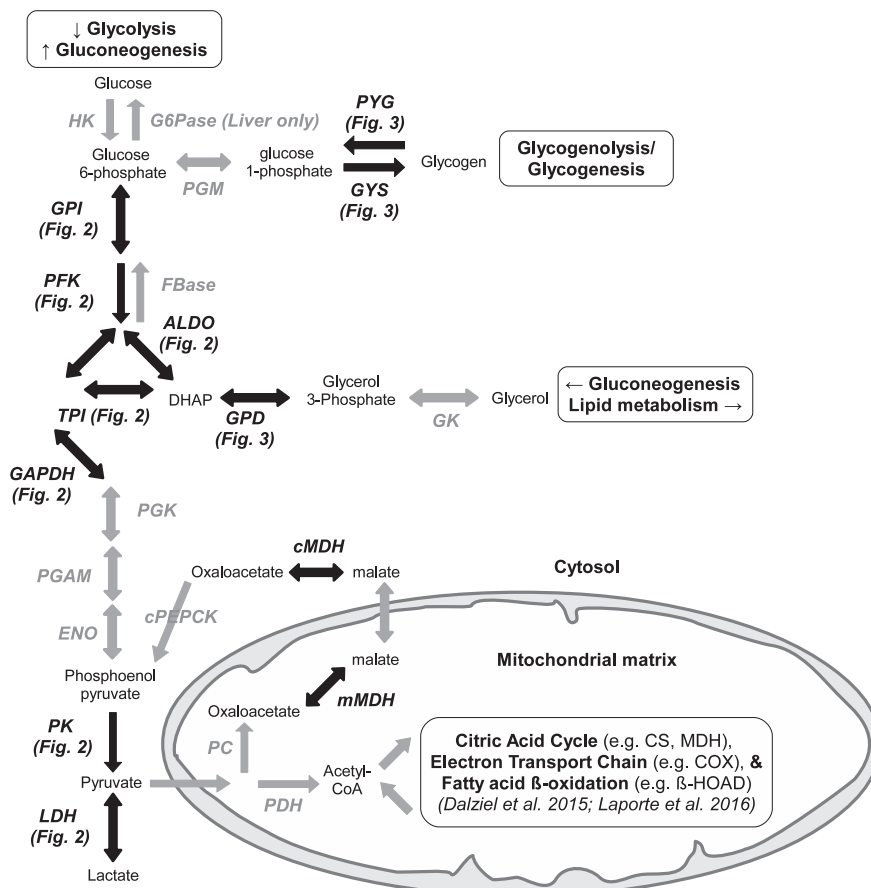 ↓ Glycolysis
↑ Gluconeogenesis
Glucose
HK
G6Pase (Liver only)
PYG
(Fig. 3)
Glucose
6-phosphate
PGM
glucose
1-phosphate
GYS
(Fig. 3)
Glycogen
Glycogenolysis/
Glycogenesis
GPI
(Fig. 2)
PFK
(Fig. 2)
FBase
ALDO
(Fig. 2)
TPI (Fig. 2)
DHAP
GPD
(Fig. 3)
Glycerol
3-Phosphate
GK
Glycerol
← Gluconeogenesis
Lipid metabolism →
GAPDH
(Fig. 2)
PGK
PGAM
ENO
cPEPCK
Oxaloacetate
cMDH
malate
Cytosol
malate
Mitochondrial matrix
mMDH
Oxaloacetate
Phosphoenol
pyruvate
PK
(Fig. 2)
PC
Pyruvate
PDH
Acetyl-
CoA
Citric Acid Cycle (e.g. CS, MDH),
Electron Transport Chain (e.g. COX), &
Fatty acid ß-oxidation (e.g. ß-HOAD)
(Dalziel et al. 2015; Laporte et al. 2016)
LDH
(Fig. 2)
Lactate